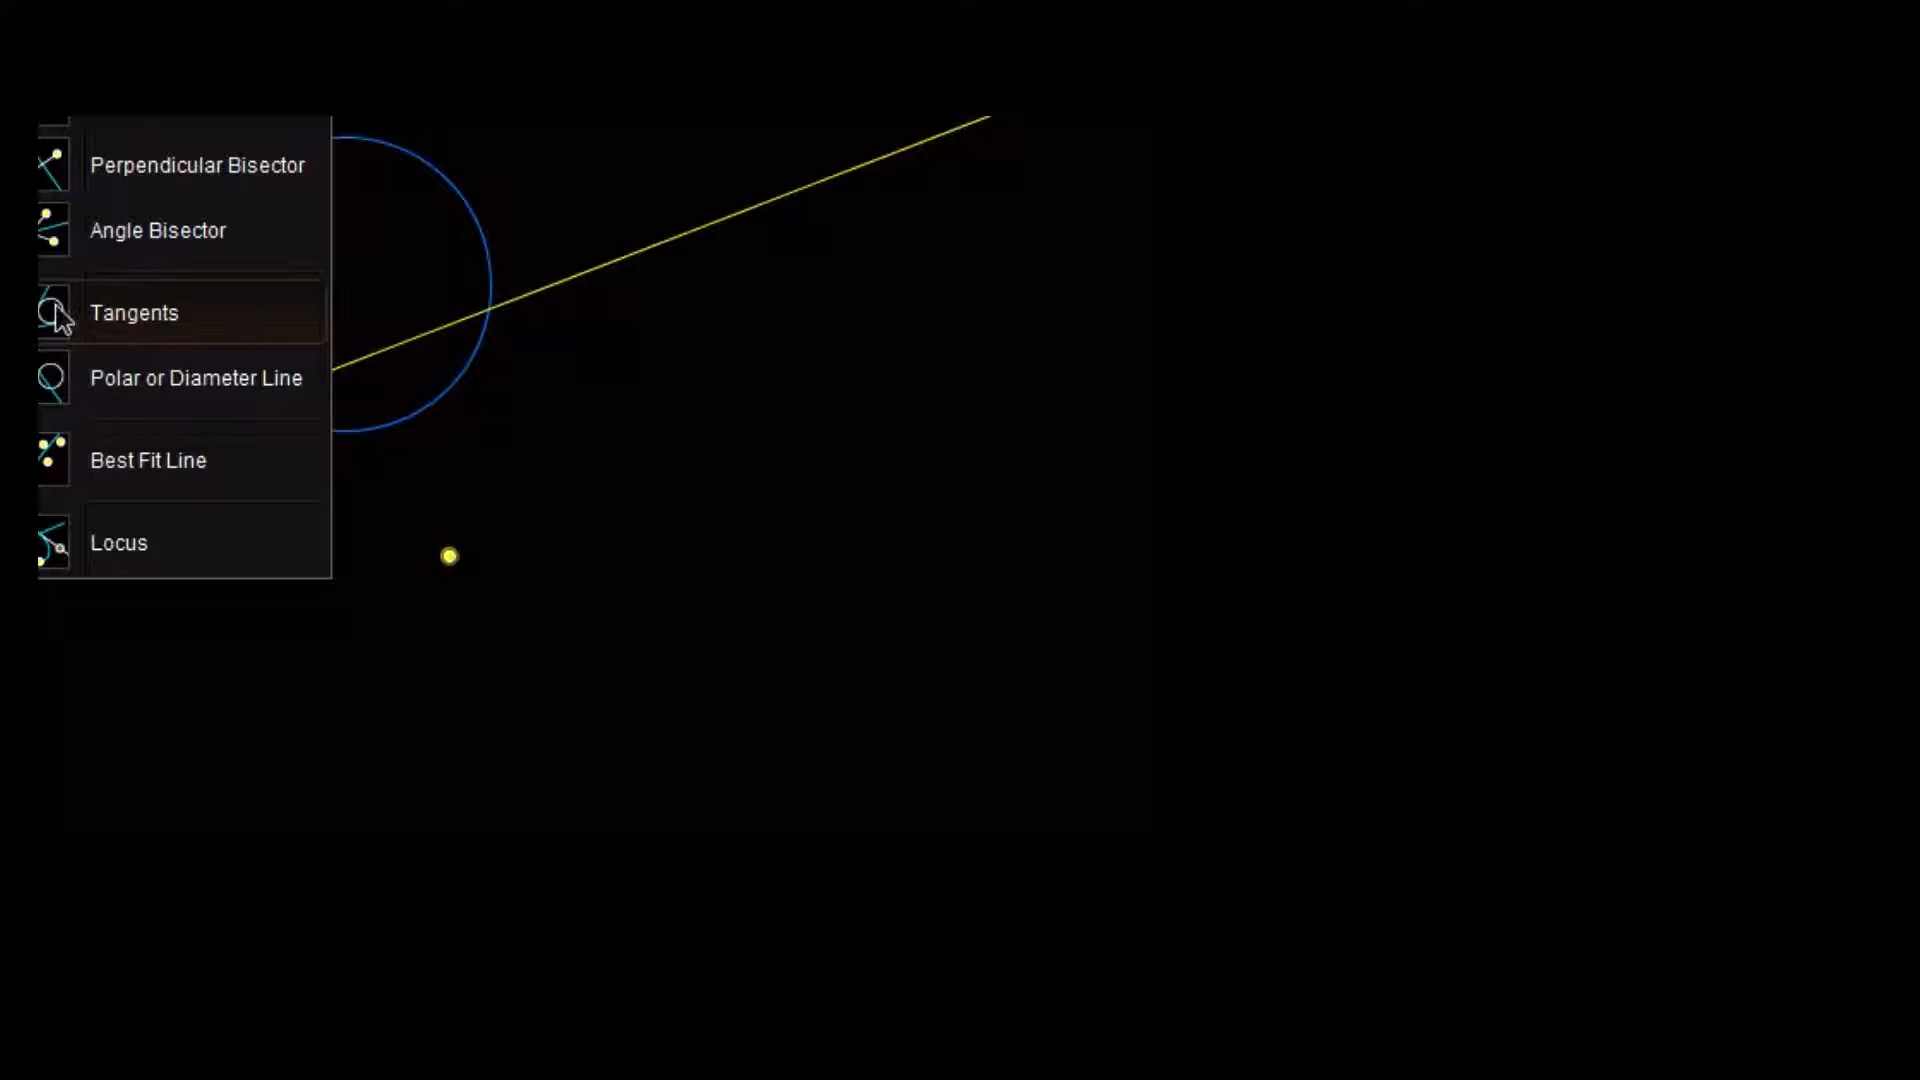 Perpendicular Bisector
Angle Bisector
Tangents
Polar or Diameter Line
Best Fit Line
Locus